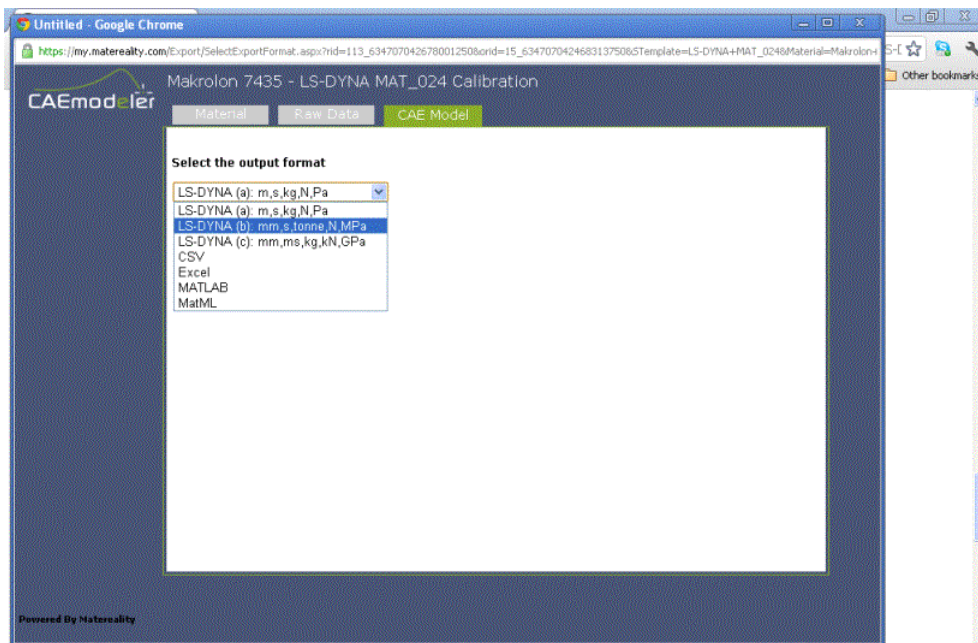 Untitled - Google Chrome
https://my.matereality.com/Export/SelectExportFormat.aspx?rid=113_6347070426780012508&orid=15_6347070424683137508&STemplate=LS-DYNA+MAT_024&Material=Makrolon+
Other bookmarks
CAEmodeler
Makrolon 7435 - LS-DYNA MAT_024 Calibration
Material Raw Data CAE Model
Select the output format
LS-DYNA (a): m,s,kg,N,Pa
LS-DYNA (a): m,s,kg,N,Pa
LS-DYNA (b): mm,s,tonne,N,MPa
LS-DYNA (c): mm,ms,kg,kN,GPa
CSV
Excel
MATLAB
MatML
Powered By Matereality